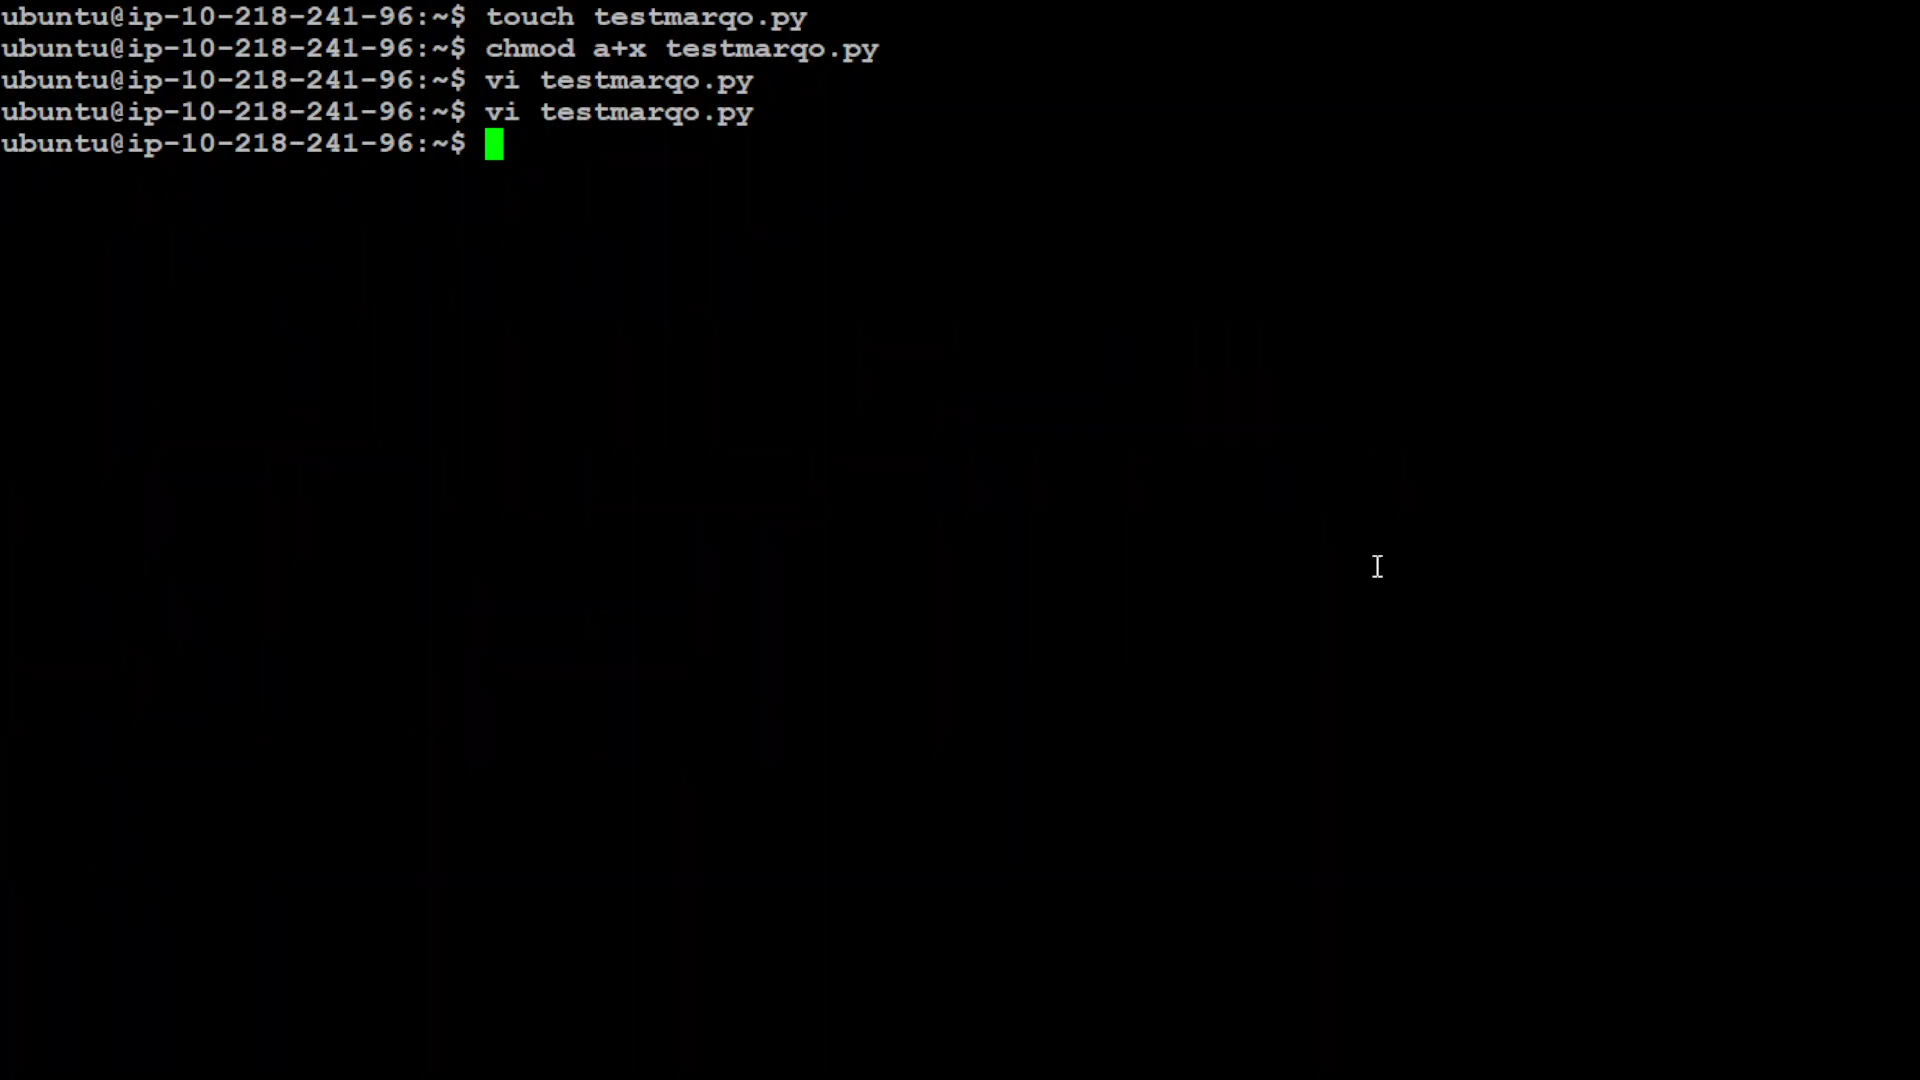 ubuntu@ip-10-218-241-96:~$ touch testmarqo.py
ubuntu@ip-10-218-241-96:~$ chmod a+x testmarqo.py
ubuntu@ip-10-218-241-96:~$ vi testmarqo.py
ubuntu@ip-10-218-241-96:~$ vi testmarqo.py
ubuntu@ip-10-218-241-96:~$